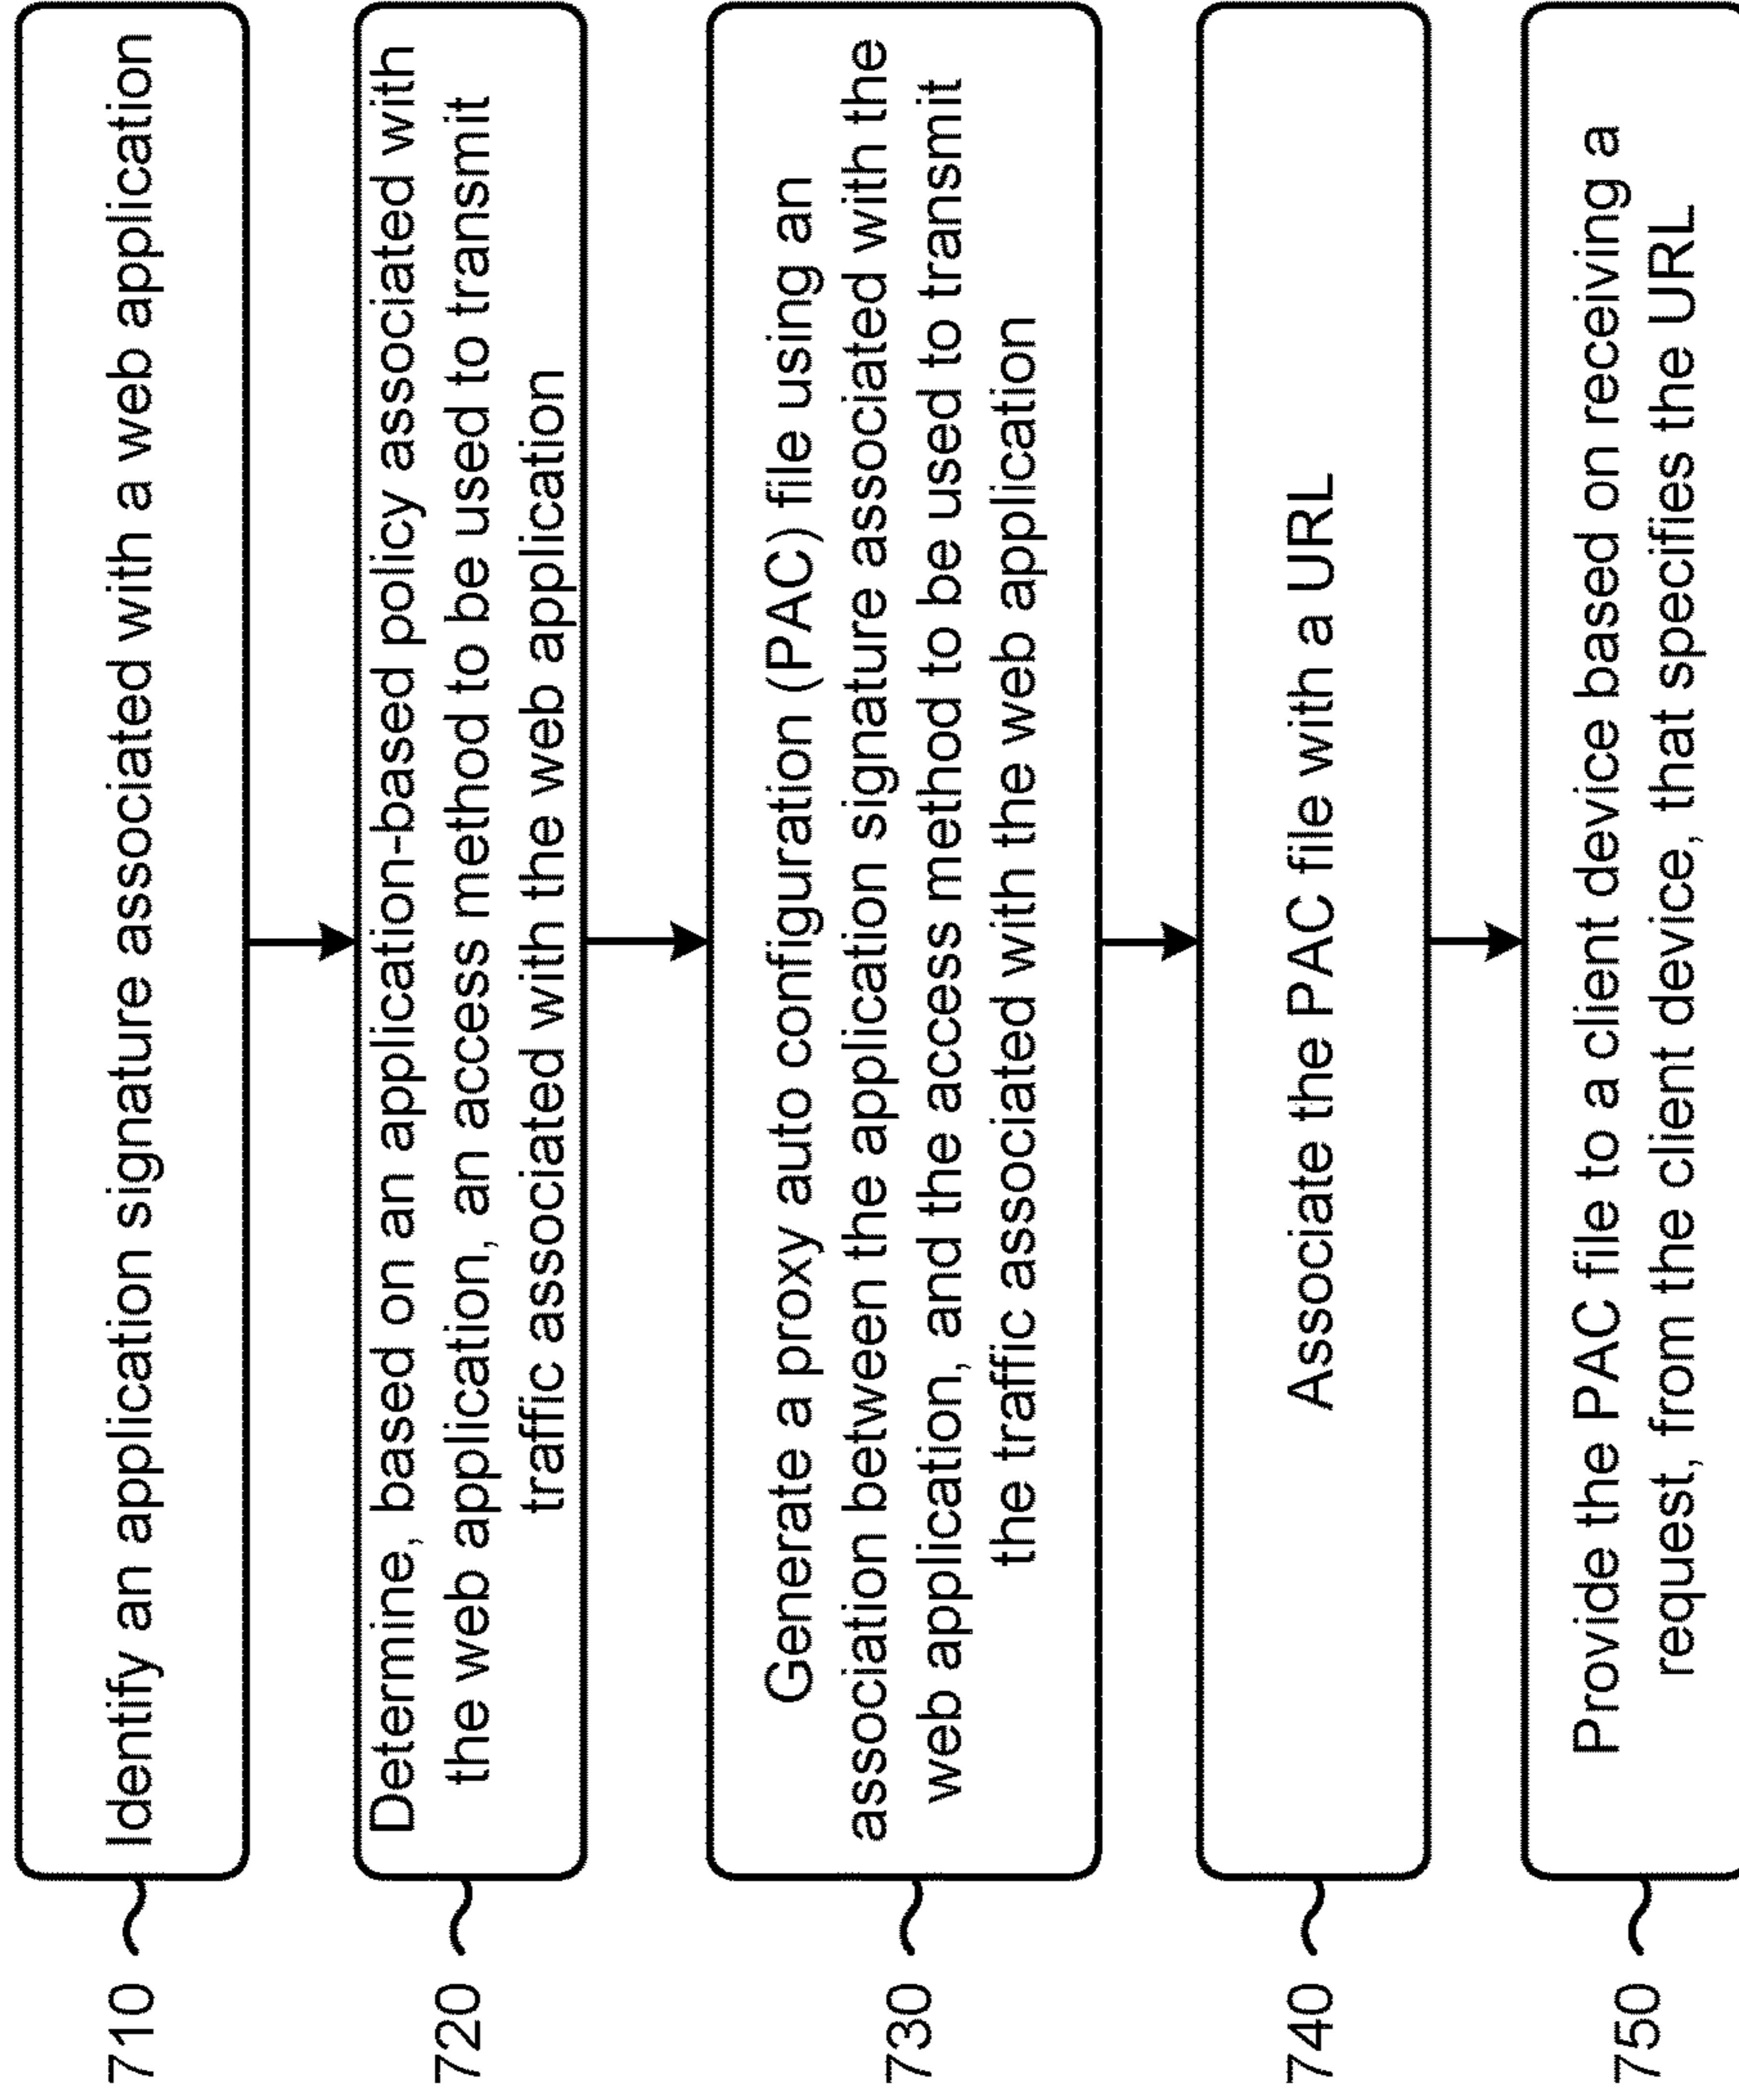 710
Identify an application signature associated with a web application
720
Determine, based on an application-based policy associated with
the web application, an access method to be used to transmit
traffic associated with the web application
730
Generate a proxy auto configuration (PAC) file using an
association between the application signature associated with the
web application, and the access method to be used to transmit
the traffic associated with the web application
740
Associate the PAC file with a URL
750
Provide the PAC file to a client device based on receiving a
request, from the client device, that specifies the URL